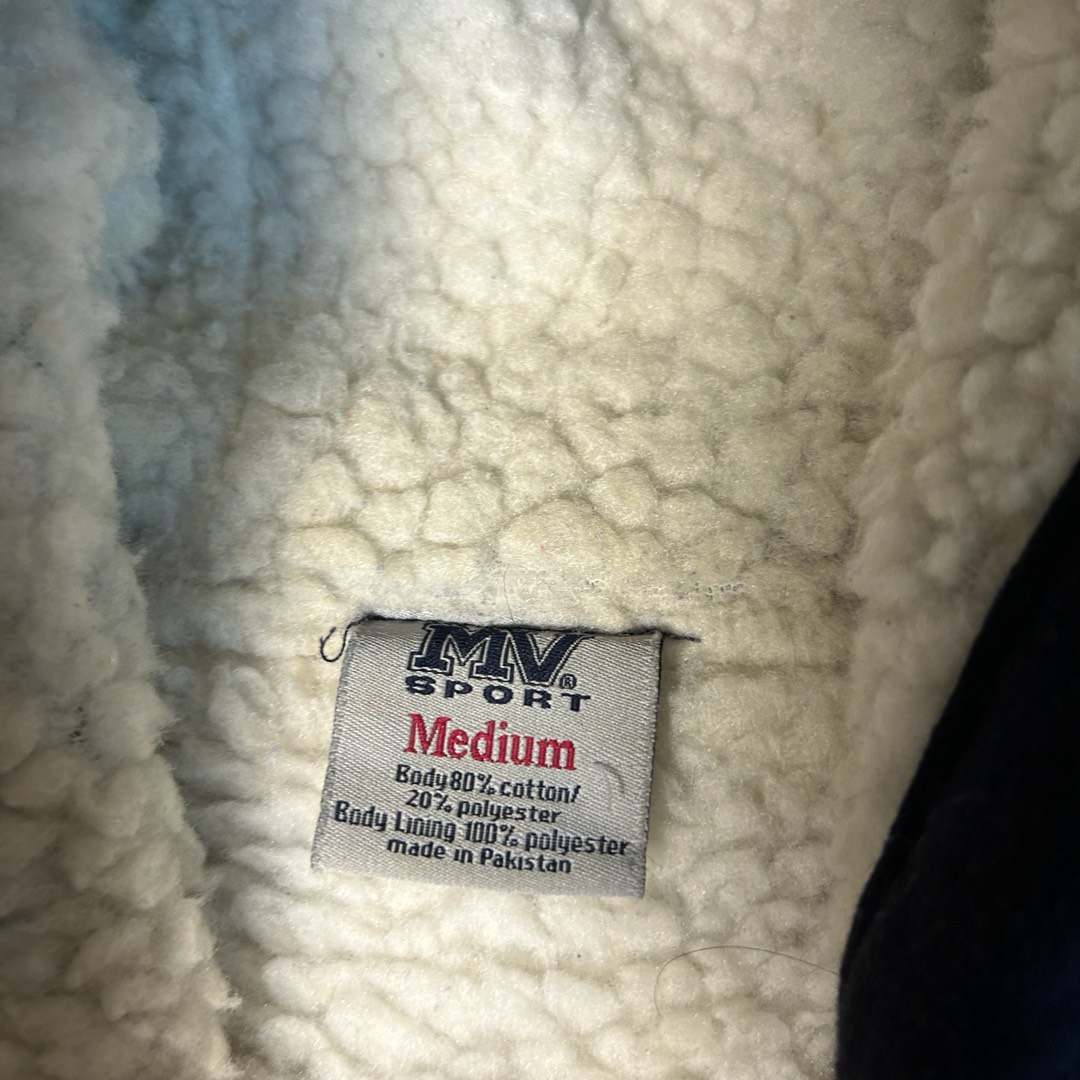 MV®
SPORT
Medium
Body 80% cotton/
20% polyester
Body Lining 100% polyester
made in Pakistan